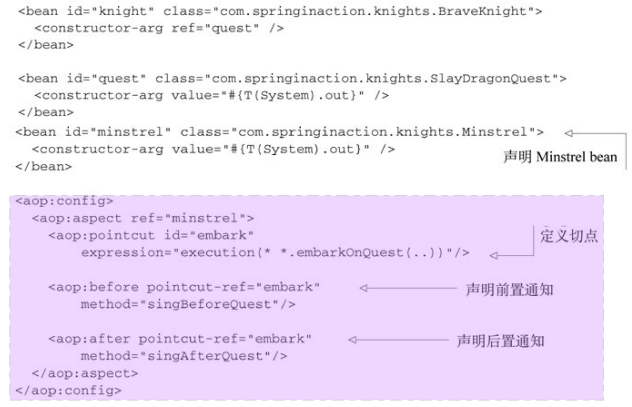 <bean id="knight" class="com.springinaction.knights.BraveKnight">
<constructor-arg ref="quest" />
</bean>
<bean id="quest" class="com.springinaction.knights.SlayDragonQuest">
<constructor-arg value="#{T(System).out}" />
</bean>
<bean id="minstrel" class="com.springinaction.knights.Minstrel">
<constructor-arg value="#{T(System).out}" />
声明 Minstrel bean
</bean>
<aop:config>
<aop:aspect ref="minstrel">
<aop:pointcut id="embark"
定义切点
expression="execution(* *.embarkOnQuest(..))"/>
<aop:before pointcut-ref="embark"
声明前置通知
method="singBeforeQuest"/>
<aop:after pointcut-ref="embark"
声明后置通知
method="singAfterQuest"/>
</aop:aspect>
</aop:config>